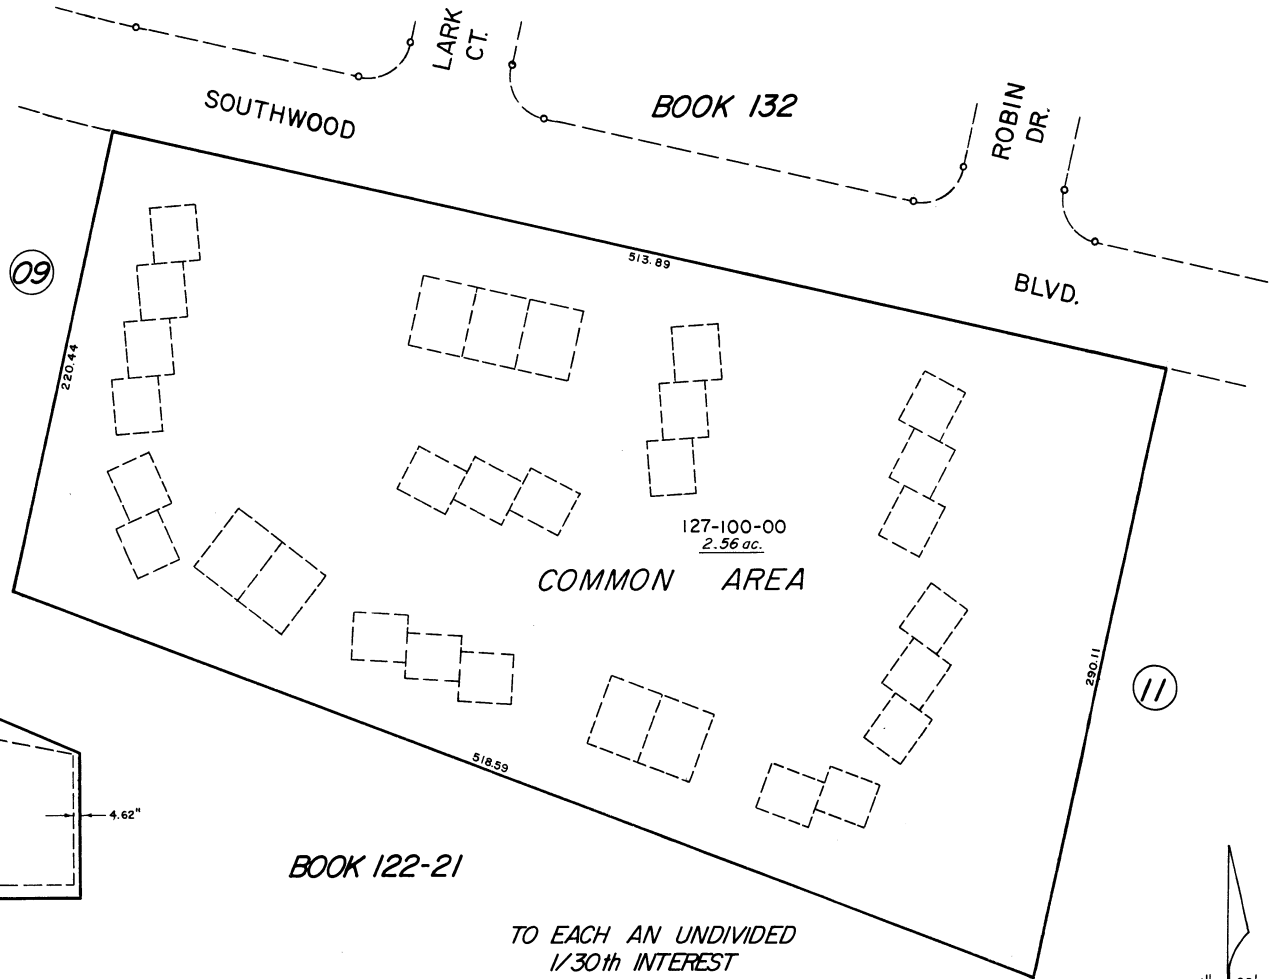 LARK
CT.
SOUTHWOOD
BOOK 132
ROBIN
DR.
09
513.89
BLVD.
220.44
127-100-00
2.56 ac.
COMMON AREA
290.11
11
518.59
4.62"
BOOK 122-21
TO EACH AN UNDIVIDED
1/30th INTEREST